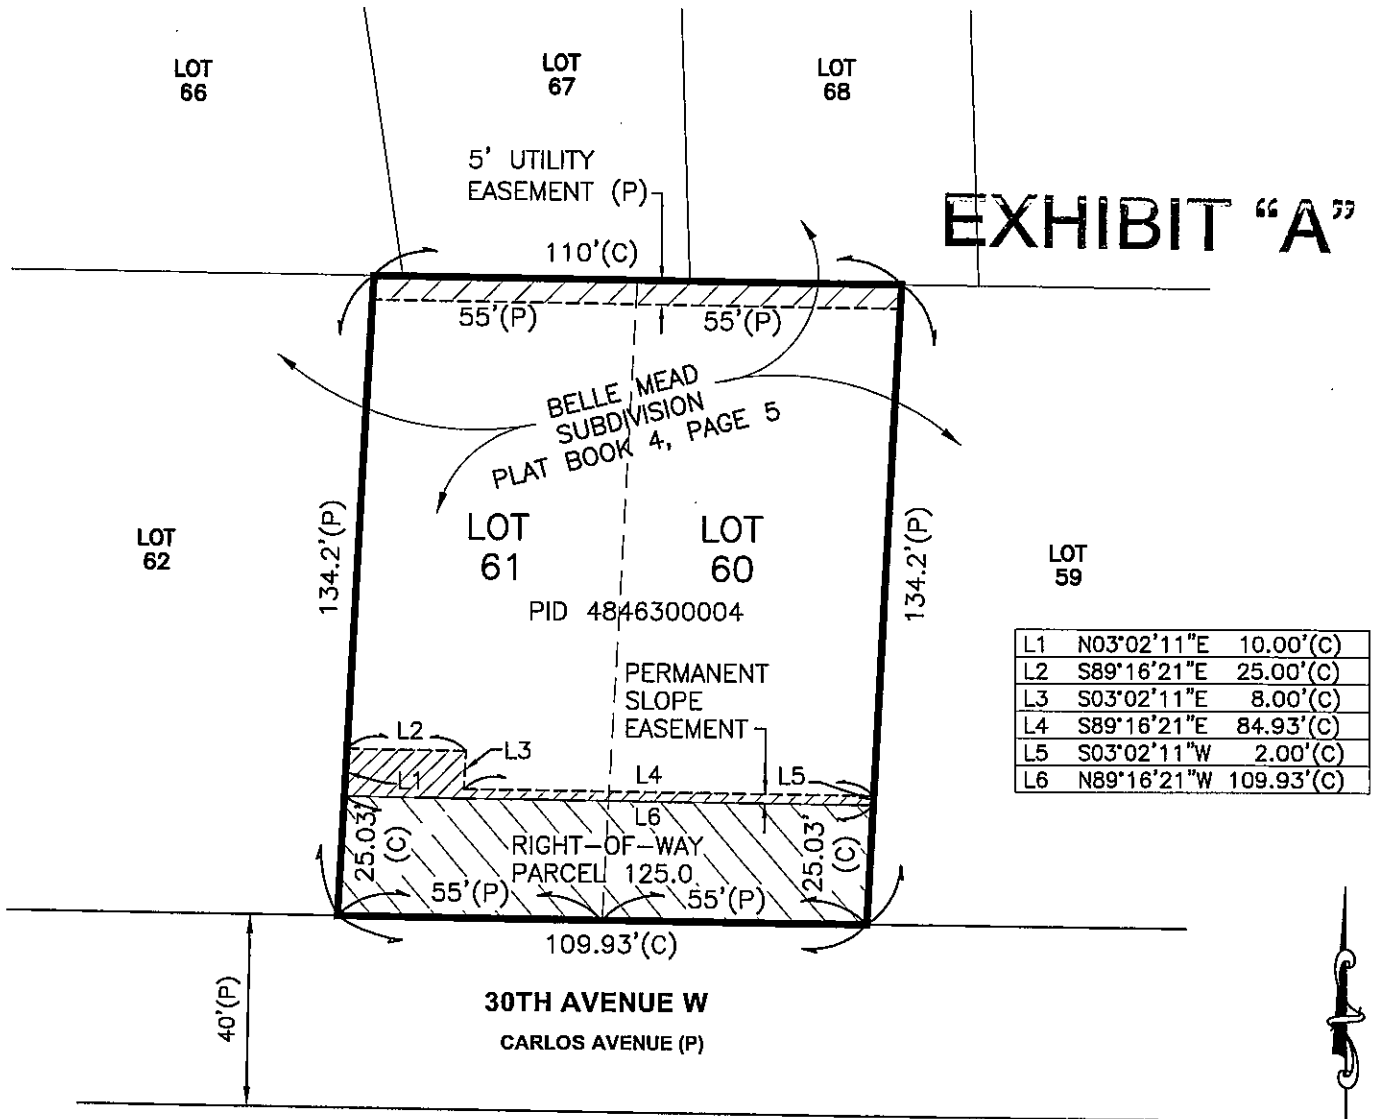 LOT
66
LOT
67
LOT
68
5' UTILITY
EASEMENT (P)
EXHIBIT “A”
110'(C)
55'(P)
55'(P)
BELLE MEAD
SUBDIVISION
PLAT BOOK 4, PAGE 5
134.2'(P)
134.2'(P)
LOT
62
LOT
61
LOT
60
LOT
59
PID 4846300004
L1 N03°02'11"E 10.00'(C)
L2 S89°16'21"E 25.00'(C)
L3 S03°02'11"E 8.00'(C)
L4 S89°16'21"E 84.93'(C)
L5 S03°02'11"W 2.00'(C)
L6 N89°16'21"W 109.93'(C)
PERMANENT
SLOPE
EASEMENT
L2
L3
L1
L4
L5
L6
25.03'
(C)
RIGHT-OF-WAY
PARCEL 125.0
25.03'
(C)
55'(P)
55'(P)
109.93'(C)
40'(P)
30TH AVENUE W
CARLOS AVENUE (P)